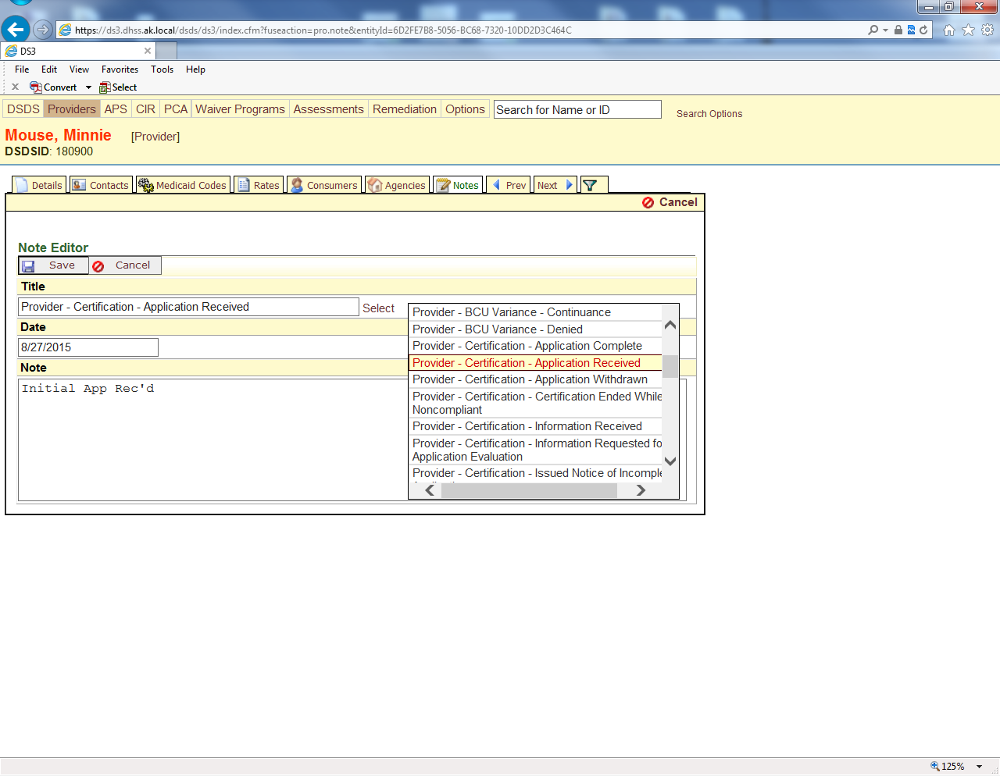 https://ds3.dhss.ak.local/dsds/ds3/index.cfm?fuseaction=pro.note&entityId=6D2FE7B8-5056-BC68-7320-10DD2D3C464C
DS3
File Edit View Favorites Tools Help
Convert Select
DSDS Providers APS CIR PCA Waiver Programs Assessments Remediation Options Search for Name or ID Search Options
Mouse, Minnie [Provider]
DSDSID: 180900
Details Contacts Medicaid Codes Rates Consumers Agencies Notes Prev Next
Cancel
Note Editor
Save Cancel
Title
Provider - Certification - Application Received Select
Date
8/27/2015
Note
Initial App Rec'd
Provider - BCU Variance - Continuance
Provider - BCU Variance - Denied
Provider - Certification - Application Complete
Provider - Certification - Application Received
Provider - Certification - Application Withdrawn
Provider - Certification - Certification Ended While
Noncompliant
Provider - Certification - Information Received
Provider - Certification - Information Requested fo
Application Evaluation
Provider - Certification - Issued Notice of Incomple
125%